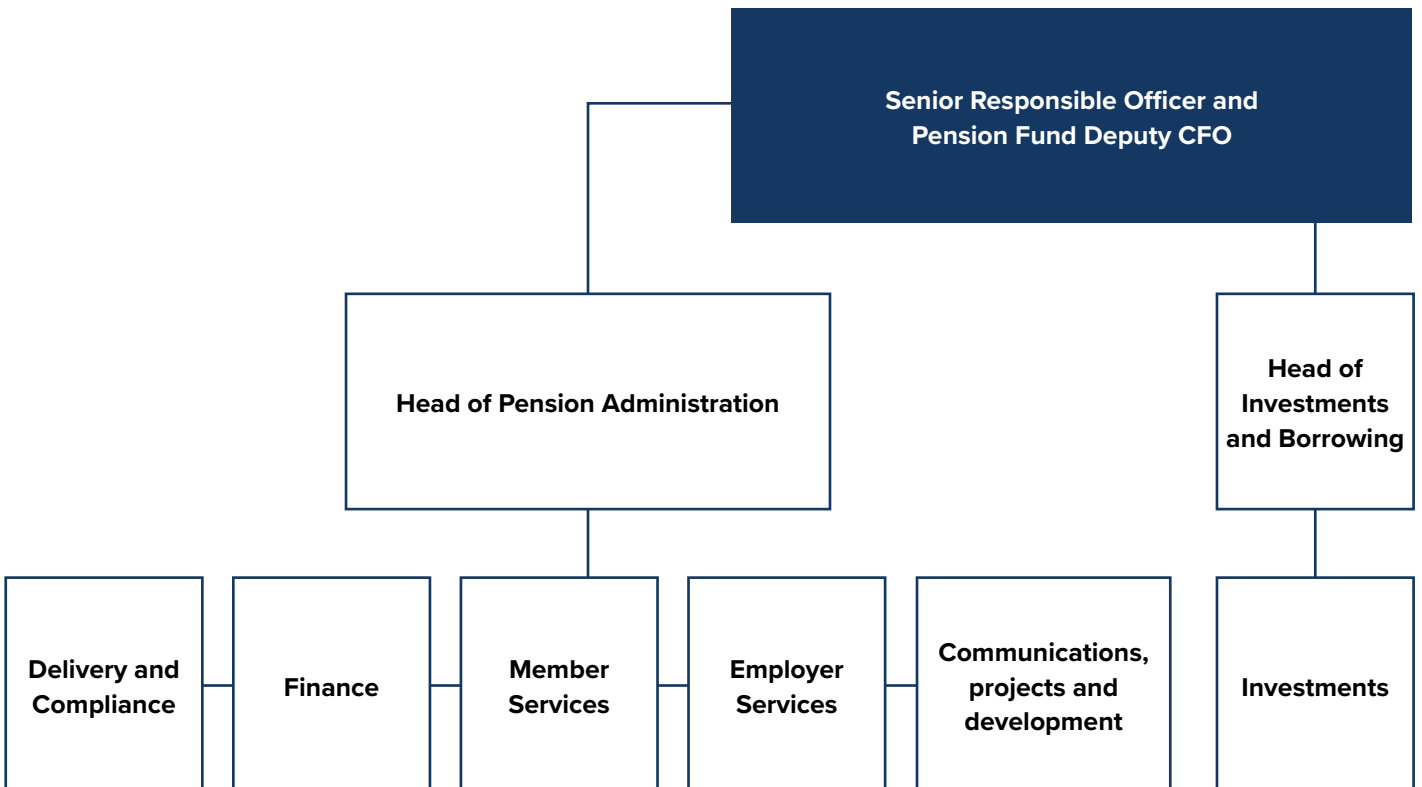 Senior Responsible Officer and
Pension Fund Deputy CFO
Head of Pension Administration
Head of
Investments
and Borrowing
Delivery and
Compliance
Finance
Member
Services
Employer
Services
Communications,
projects and
development
Investments